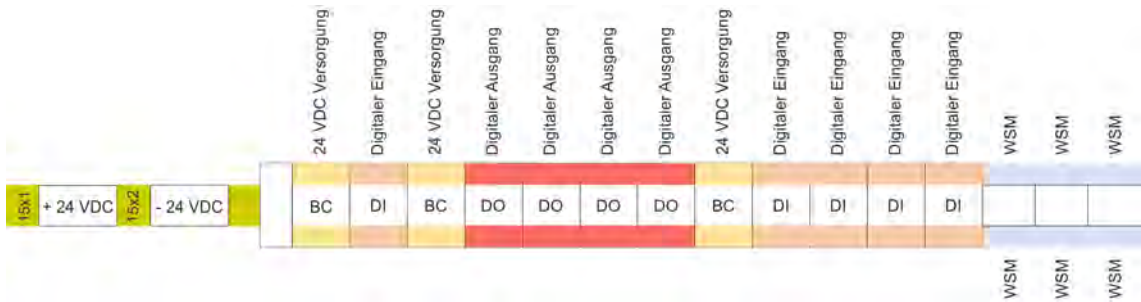 24 VDC Versorgung
Digitaler Eingang
24 VDC Versorgung
Digitaler Ausgang
Digitaler Ausgang
Digitaler Ausgang
Digitaler Ausgang
24 VDC Versorgung
Digitaler Eingang
Digitaler Eingang
Digitaler Eingang
Digitaler Eingang
WSM
WSM
WSM
15x1
+ 24 VDC
15x2
- 24 VDC
BC
DI
BC
DO
DO
DO
DO
BC
DI
DI
DI
DI
WSM
WSM
WSM